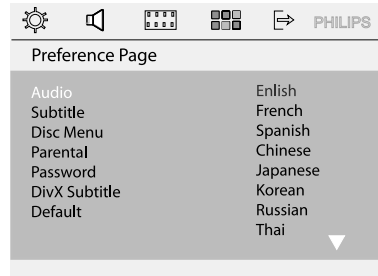 PHILIPS
Preference Page
Audio
Subtitle
Disc Menu
Parental
Password
DivX Subtitle
Default
Enlish
French
Spanish
Chinese
Japanese
Korean
Russian
Thai